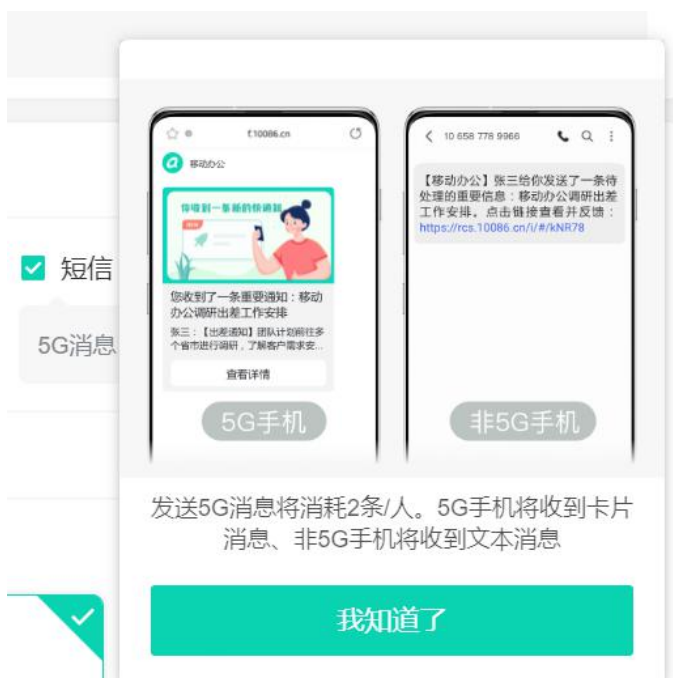 短信
5G消息
f.10086.cn
移动办公
你收到一条新的快通知
您收到了一条重要通知：移动
办公调研出差工作安排
张三：【出差通知】团队计划前往多
个省市进行调研，了解客户需求安...
查看详情
5G手机
10 658 778 9966
【移动办公】张三给你发送了一条待
处理的重要信息：移动办公调研出差
工作安排。点击链接查看并反馈：
https://rcs.10086.cn/i/#/kNR78
非5G手机
发送5G消息将消耗2条/人。5G手机将收到卡片
消息、非5G手机将收到文本消息
我知道了